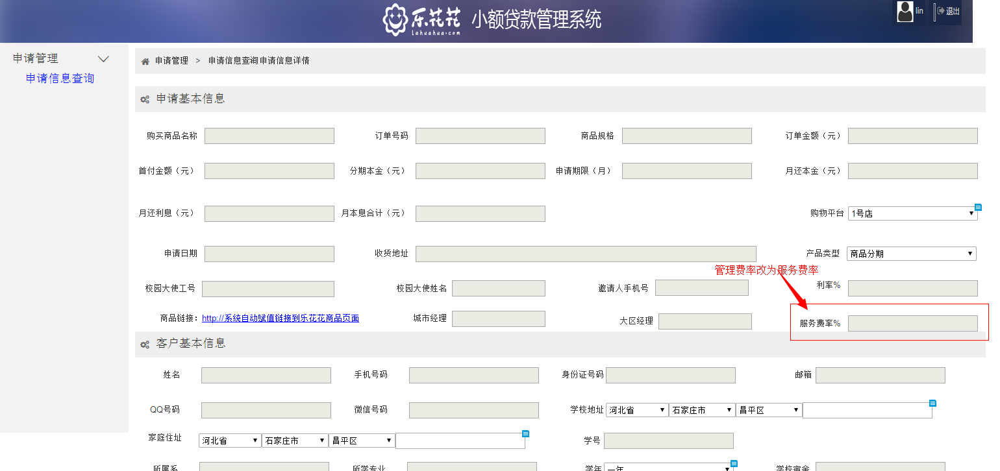 乐花花
lehuahua.com
小额贷款管理系统
lin
退出
申请管理
申请信息查询
申请管理 > 申请信息查询申请信息详情
申请基本信息
购买商品名称 订单号码 商品规格 订单金额（元）
首付金额（元） 分期本金（元） 申请期限（月） 月还本金（元）
月还利息（元） 月本息合计（元） 购物平台 1号店
申请日期 收货地址 产品类型 商品分期
管理费率改为服务费率
校园大使工号 校园大使姓名 邀请人手机号 利率%
商品链接： http://系统自动赋值链接到乐花花商品页面 城市经理 大区经理 服务费率%
客户基本信息
姓名 手机号码 身份证号码 邮箱
QQ号码 微信号码 学校地址 河北省 石家庄市 昌平区
家庭住址 河北省 石家庄市 昌平区 学号
所属系 所学专业 学年 一年 学校宿舍